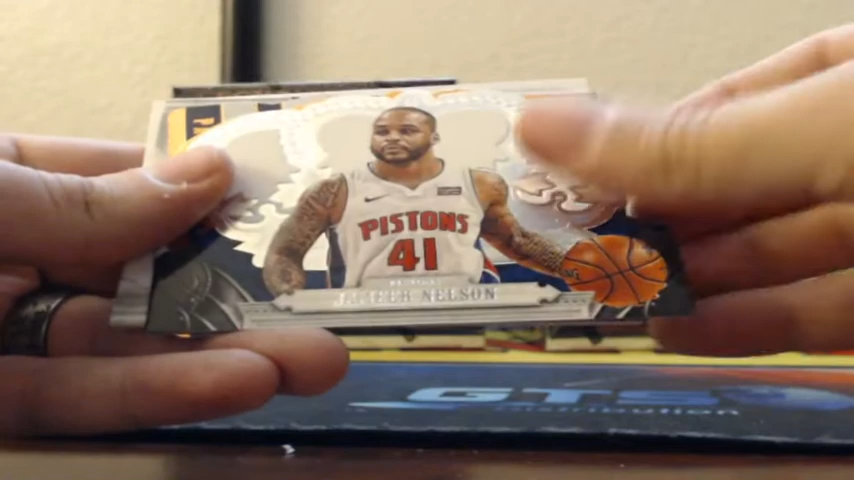 PISTONS
41
JAMEER NELSON
GTS
distribution